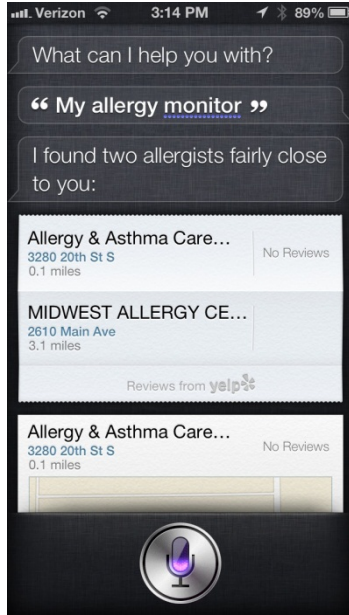 Verizon 3:14 PM 89%
What can I help you with?
“ My allergy monitor ”
I found two allergists fairly close
to you:
Allergy & Asthma Care…
3280 20th St S
0.1 miles
No Reviews
MIDWEST ALLERGY CE…
2610 Main Ave
3.1 miles
Reviews from yelp
Allergy & Asthma Care…
3280 20th St S
0.1 miles
No Reviews